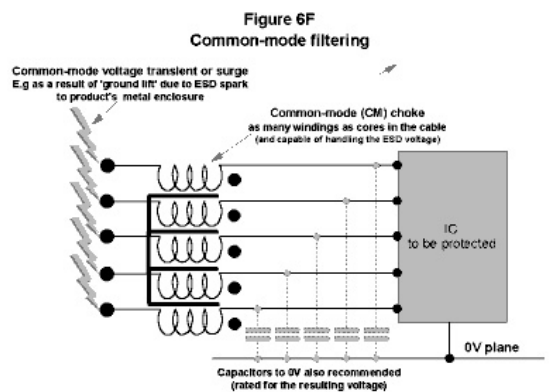 Figure 6F
Common-mode filtering
Common-mode voltage transient or surge
E.g as a result of 'ground lift' due to ESD spark
to product's metal enclosure
Common-mode (CM) choke
as many windings as cores in the cable
(and capable of handling the ESD voltage)
IC
to be protected
0V plane
Capacitors to 0V also recommended
(rated for the resulting voltage)